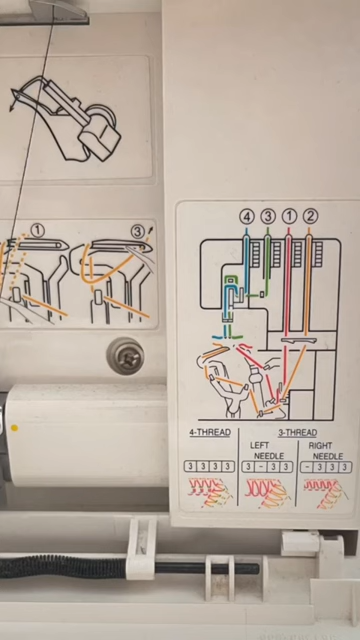 ① ③
④ ③ ① ②
4-THREAD 3-THREAD
LEFT NEEDLE RIGHT NEEDLE
3 3 3 3 3 - 3 3 - 3 3 3